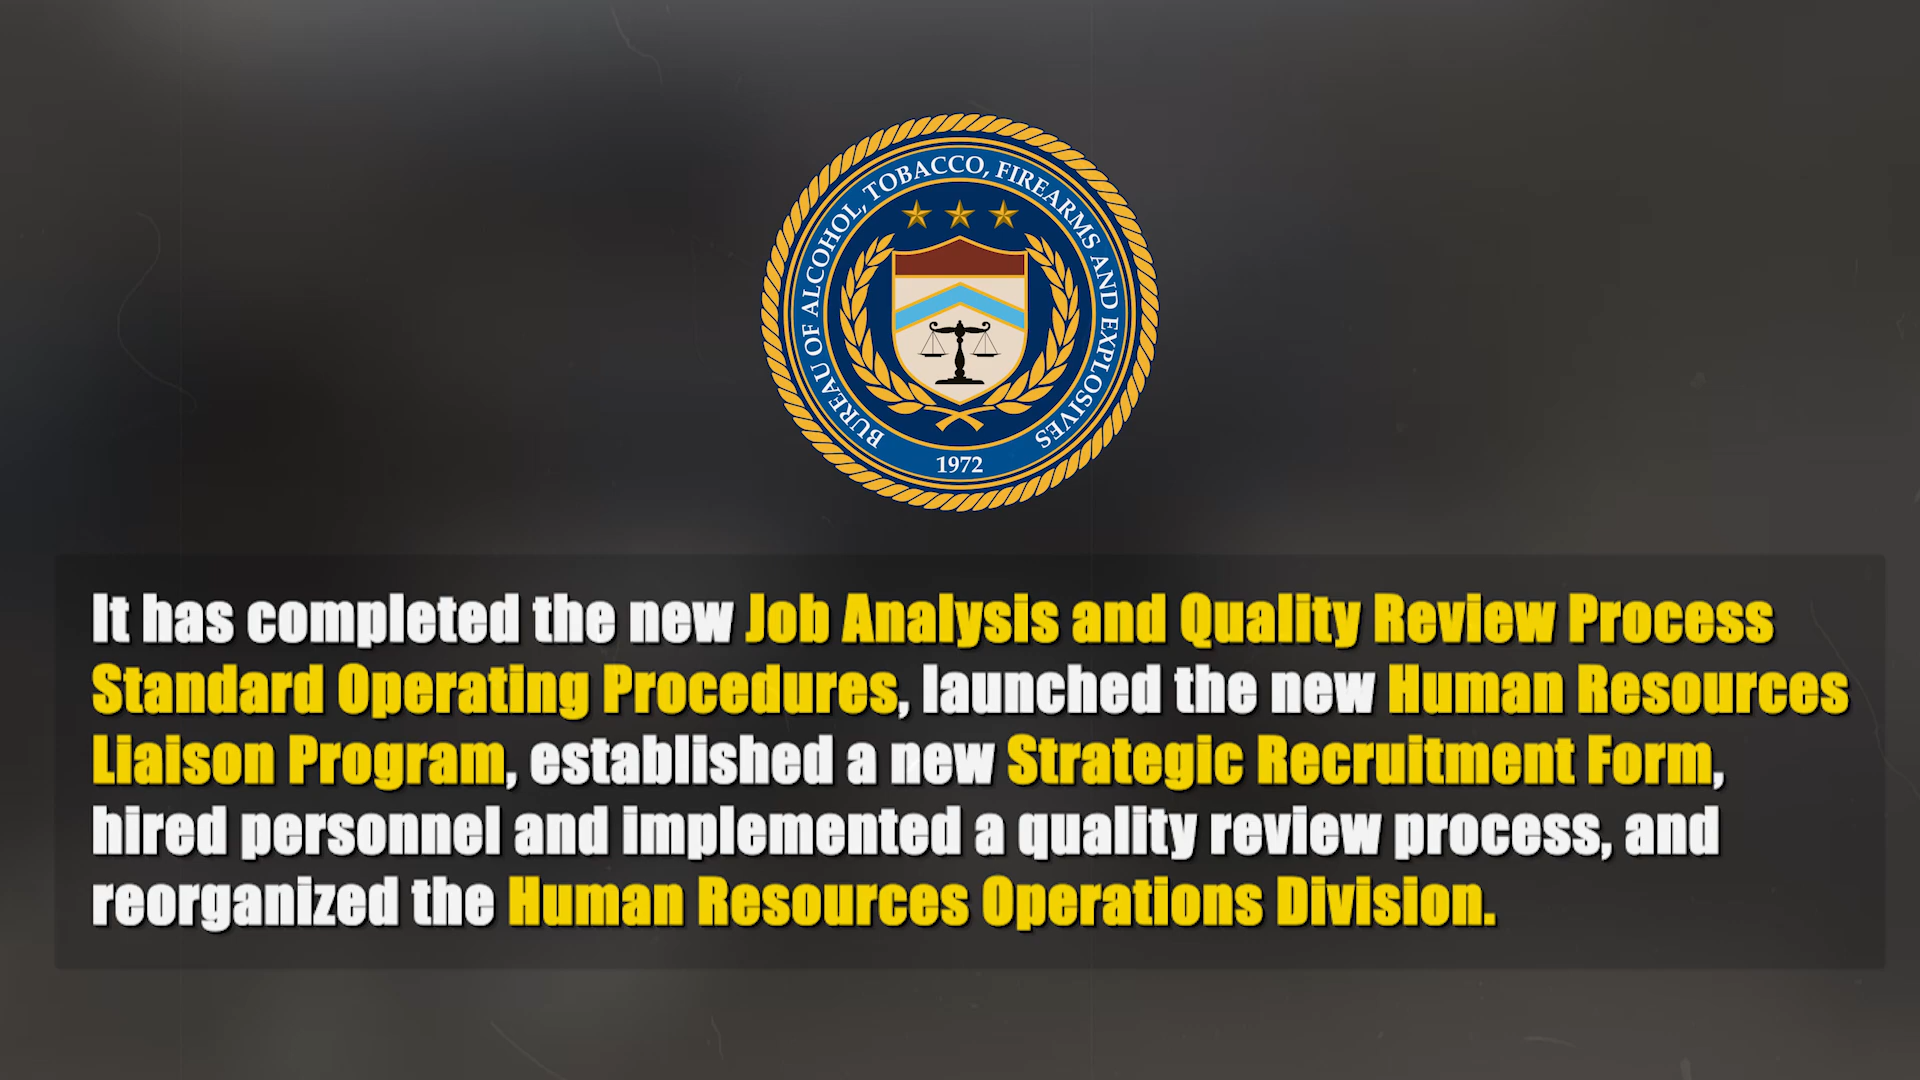 BUREAU OF ALCOHOL, TOBACCO, FIREARMS AND EXPLOSIVES
1972
It has completed the new Job Analysis and Quality Review Process
Standard Operating Procedures, launched the new Human Resources
Liaison Program, established a new Strategic Recruitment Form,
hired personnel and implemented a quality review process, and
reorganized the Human Resources Operations Division.